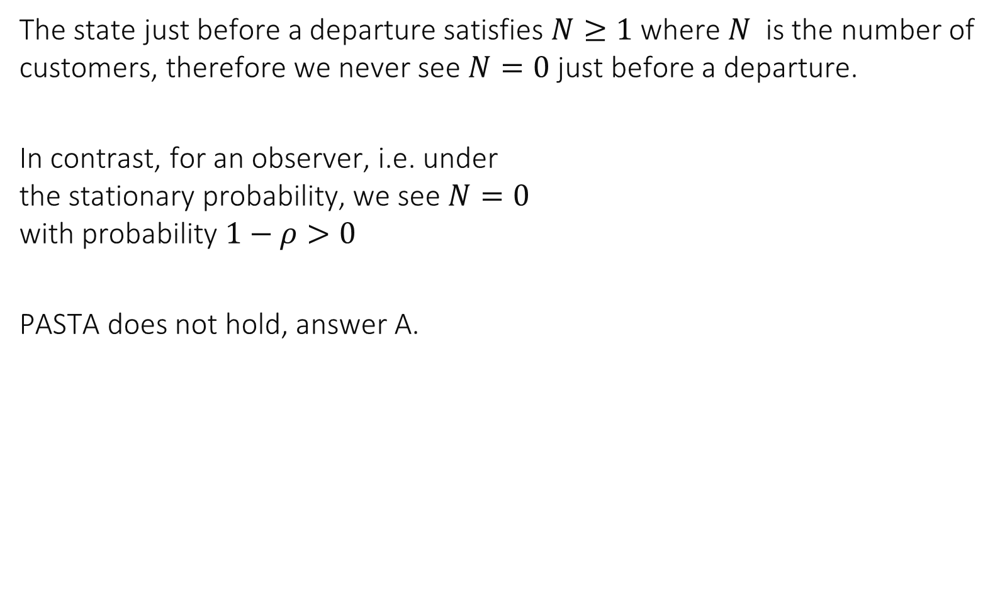 The state just before a departure satisfies N ≥ 1 where N is the number of
customers, therefore we never see N = 0 just before a departure.
In contrast, for an observer, i.e. under
the stationary probability, we see N = 0
with probability 1 − ρ > 0
PASTA does not hold, answer A.